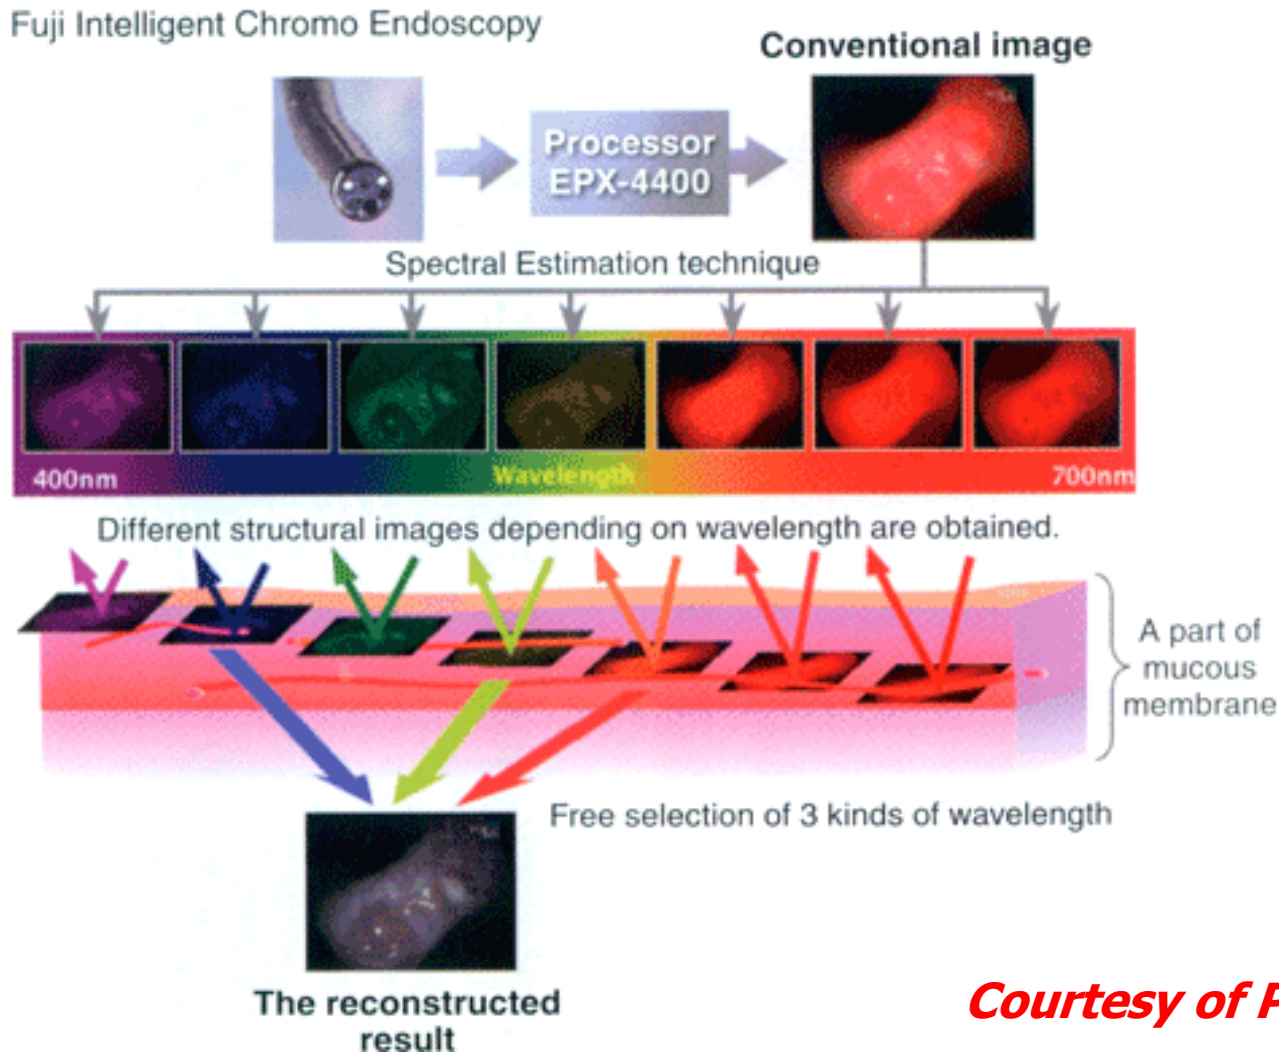 Fuji Intelligent Chromo Endoscopy
Conventional image
Processor
EPX-4400
Spectral Estimation technique
400nm
Wavelength
700nm
Different structural images depending on wavelength are obtained.
A part of
mucous
membrane
Free selection of 3 kinds of wavelength
The reconstructed
result
Courtesy of